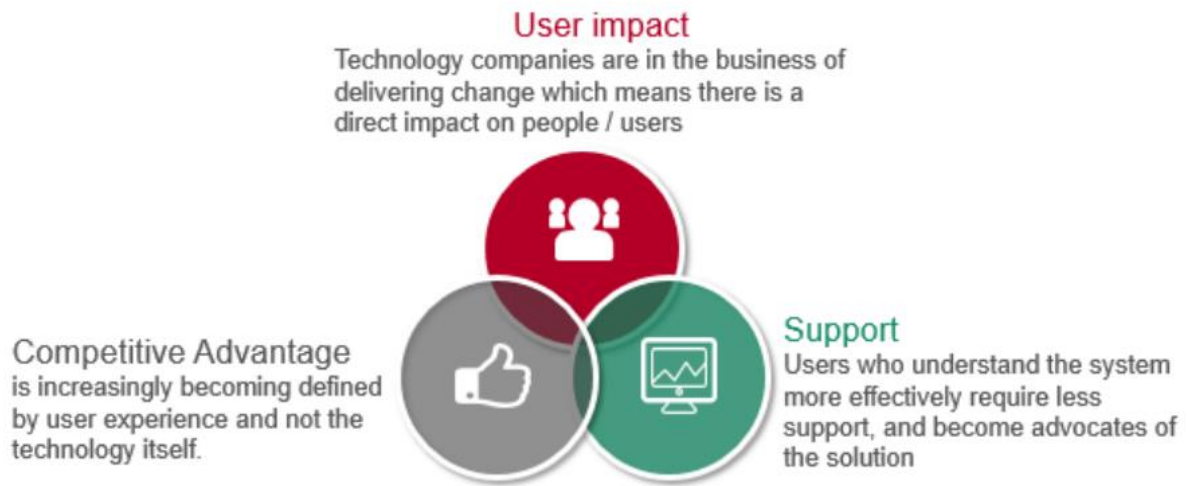 User impact
Technology companies are in the business of
delivering change which means there is a
direct impact on people / users
Competitive Advantage
is increasingly becoming defined
by user experience and not the
technology itself.
Support
Users who understand the system
more effectively require less
support, and become advocates of
the solution